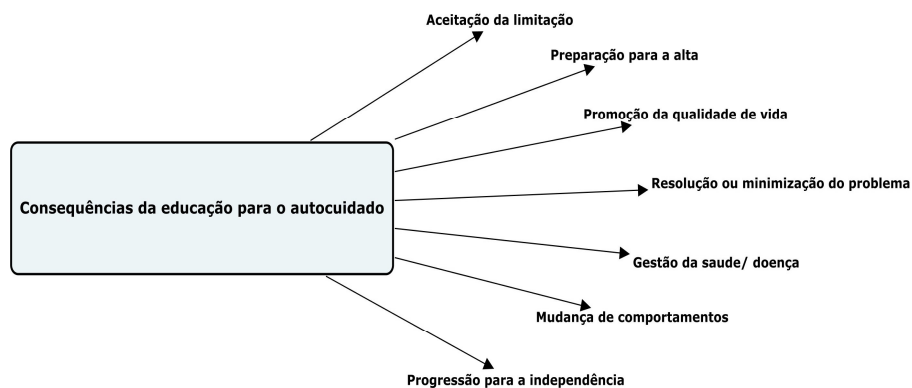 Aceitação da limitação
Preparação para a alta
Promoção da qualidade de vida
Resolução ou minimização do problema
Consequências da educação para o autocuidado
Gestão da saude/ doença
Mudança de comportamentos
Progressão para a independência